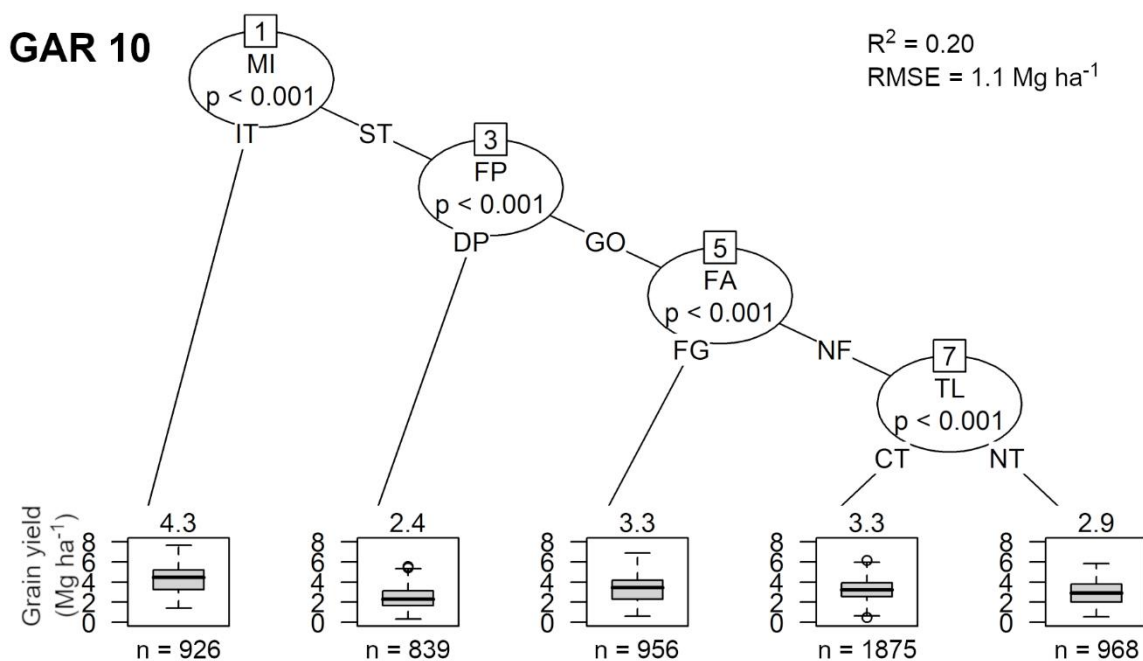 GAR 10
R² = 0.20
RMSE = 1.1 Mg ha⁻¹
1
MI
p < 0.001
IT
ST
3
FP
p < 0.001
DP
GO
5
FA
p < 0.001
FG
NF
7
TL
p < 0.001
CT
NT
Grain yield
(Mg ha⁻¹)
4.3
8
6
4
2
0
n = 926
2.4
8
6
4
2
0
n = 839
3.3
8
6
4
2
0
n = 956
3.3
8
6
4
2
0
n = 1875
2.9
8
6
4
2
0
n = 968